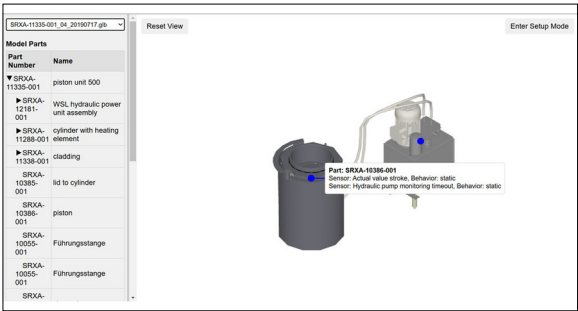 SRXA-11335-001_04_20190717.glb
Reset View
Enter Setup Mode
Model Parts
Part Number
Name
▼SRXA-11335-001
piston unit 500
▶SRXA-12181-001
WSL hydraulic power unit assembly
▶SRXA-11288-001
cylinder with heating element
▶SRXA-11338-001
cladding
SRXA-10385-001
lid to cylinder
SRXA-10386-001
piston
SRXA-10055-001
Führungsstange
SRXA-10055-001
Führungsstange
SRXA-
Part: SRXA-10386-001
Sensor: Actual value stroke, Behavior: static
Sensor: Hydraulic pump monitoring timeout, Behavior: static